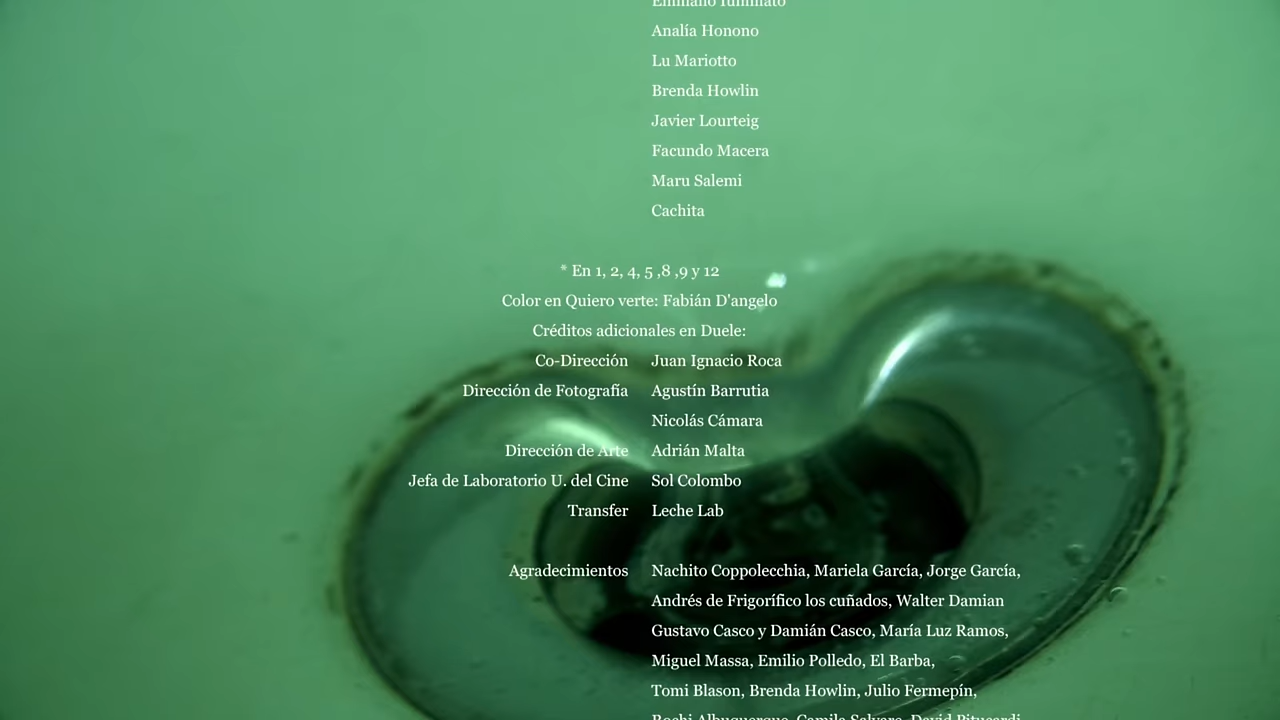 Analía Honono
Lu Mariotto
Brenda Howlin
Javier Lourteig
Facundo Macera
Maru Salemi
Cachita
* En 1, 2, 4, 5 ,8 ,9 y 12
Color en Quiero verte: Fabián D'angelo
Créditos adicionales en Duele:
Co-Dirección Juan Ignacio Roca
Dirección de Fotografía Agustín Barrutia
Nicolás Cámara
Dirección de Arte Adrián Malta
Jefa de Laboratorio U. del Cine Sol Colombo
Transfer Leche Lab
Agradecimientos Nachito Coppolecchia, Mariela García, Jorge García,
Andrés de Frigorífico los cuñados, Walter Damian
Gustavo Casco y Damián Casco, María Luz Ramos,
Miguel Massa, Emilio Polledo, El Barba,
Tomi Blason, Brenda Howlin, Julio Fermepín,